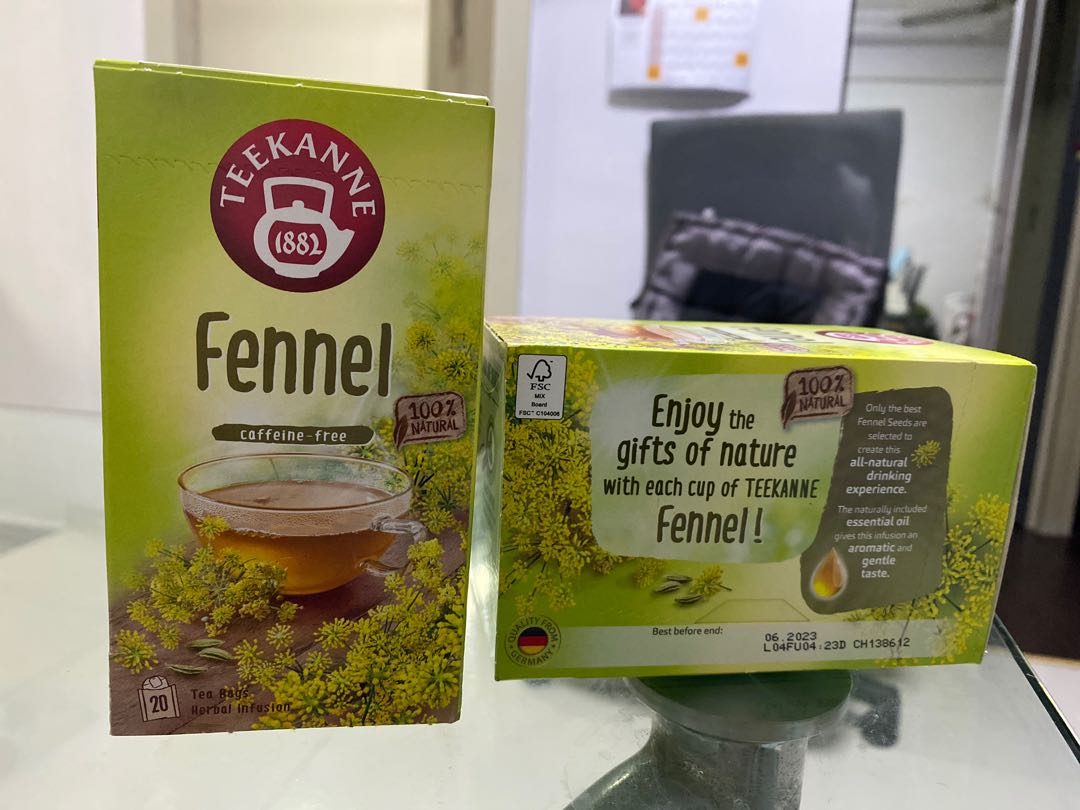 TEEKANNE
1882
Fennel
100%
NATURAL
caffeine-free
20
Tea Bags
Herbal Infusion
FSC
MIX
Board
FSC® C104006
Enjoy the
gifts of nature
with each cup of TEEKANNE
Fennel!
100%
NATURAL
Only the best
Fennel Seeds are
selected to
create this
all-natural
drinking
experience.
The naturally included
essential oil
gives this infusion an
aromatic and
gentle
taste.
QUALITY FROM
GERMANY
Best before end:
06.2023
L04FU04:23D CH138612